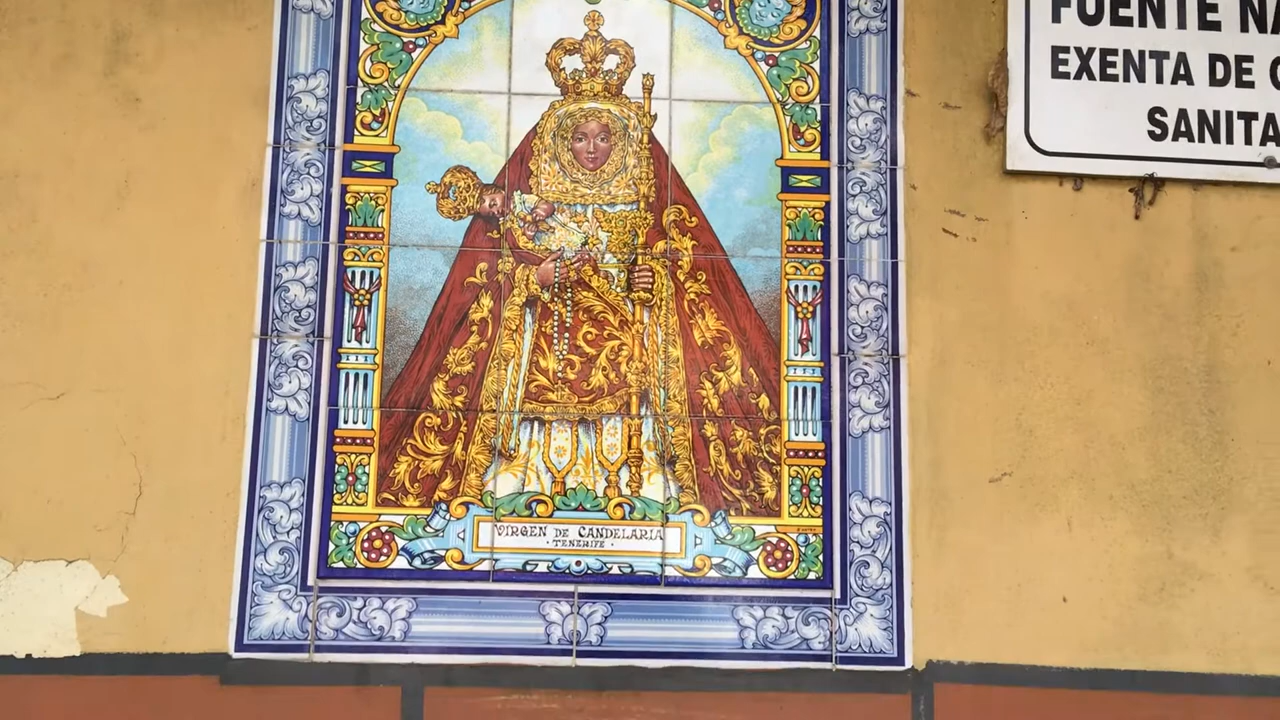 VIRGEN DE CANDELARIA
· TENERIFE ·
FUENTE NA
EXENTA DE
SANITA